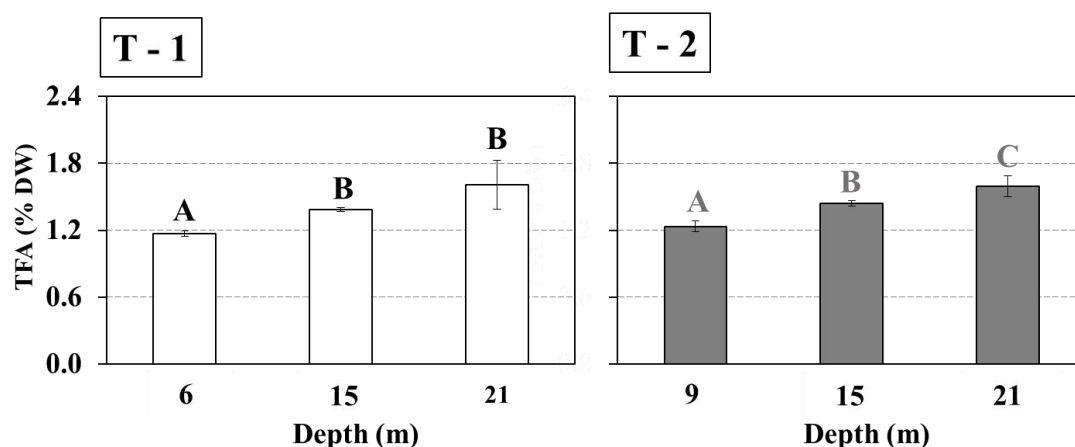 T - 1
T - 2
TFA (% DW)
2.4
1.8
1.2
0.6
0.0
A
B
B
A
B
C
6 15 21
9 15 21
Depth (m)
Depth (m)